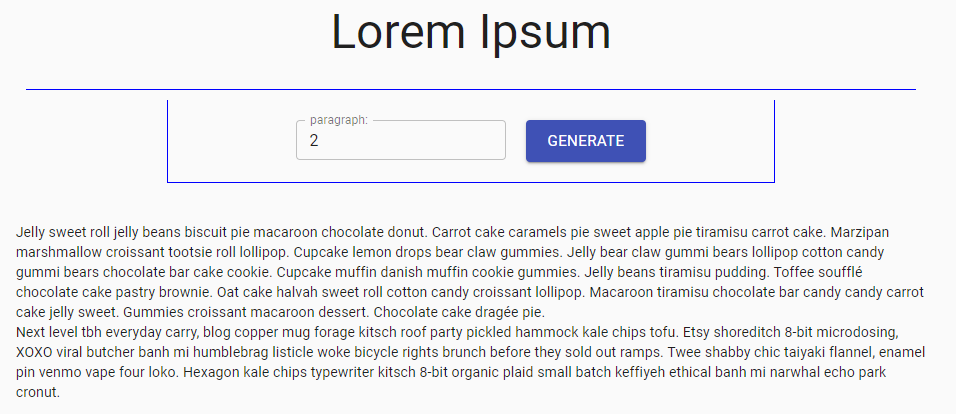 Lorem Ipsum
paragraph:
2
GENERATE
Jelly sweet roll jelly beans biscuit pie macaroon chocolate donut. Carrot cake caramels pie sweet apple pie tiramisu carrot cake. Marzipan
marshmallow croissant tootsie roll lollipop. Cupcake lemon drops bear claw gummies. Jelly bear claw gummi bears lollipop cotton candy
gummi bears chocolate bar cake cookie. Cupcake muffin danish muffin cookie gummies. Jelly beans tiramisu pudding. Toffee soufflé
chocolate cake pastry brownie. Oat cake halvah sweet roll cotton candy croissant lollipop. Macaroon tiramisu chocolate bar candy candy carrot
cake jelly sweet. Gummies croissant macaroon dessert. Chocolate cake dragée pie.
Next level tbh everyday carry, blog copper mug forage kitsch roof party pickled hammock kale chips tofu. Etsy shoreditch 8-bit microdosing,
XOXO viral butcher banh mi humblebrag listicle woke bicycle rights brunch before they sold out ramps. Twee shabby chic taiyaki flannel, enamel
pin venmo vape four loko. Hexagon kale chips typewriter kitsch 8-bit organic plaid small batch keffiyeh ethical banh mi narwhal echo park
cronut.